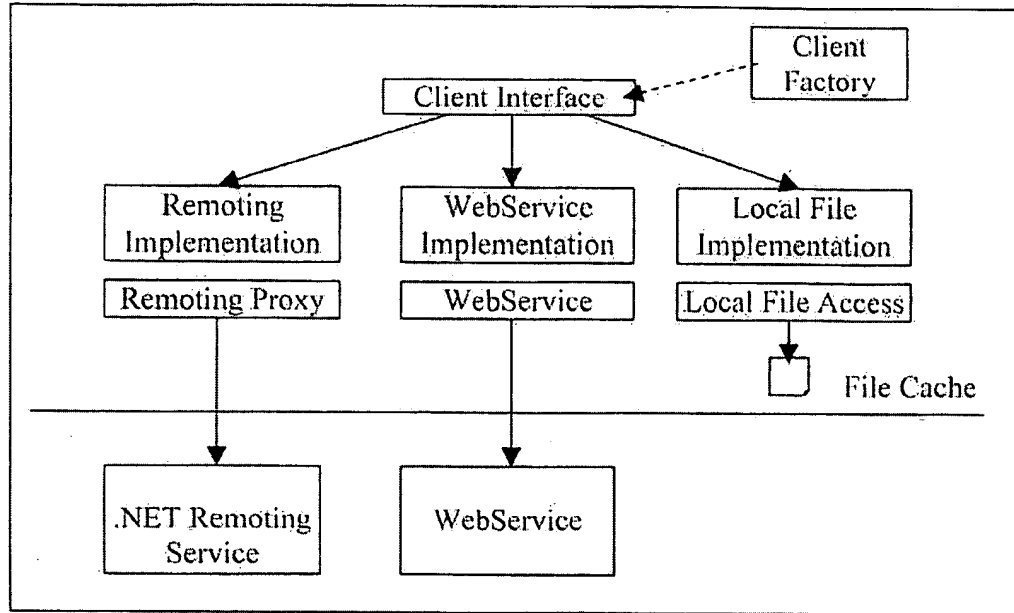 Client
Factory
Client Interface
Remoting
Implementation
WebService
Implementation
Local File
Implementation
Remoting Proxy
WebService
Local File Access
File Cache
.NET Remoting
Service
WebService